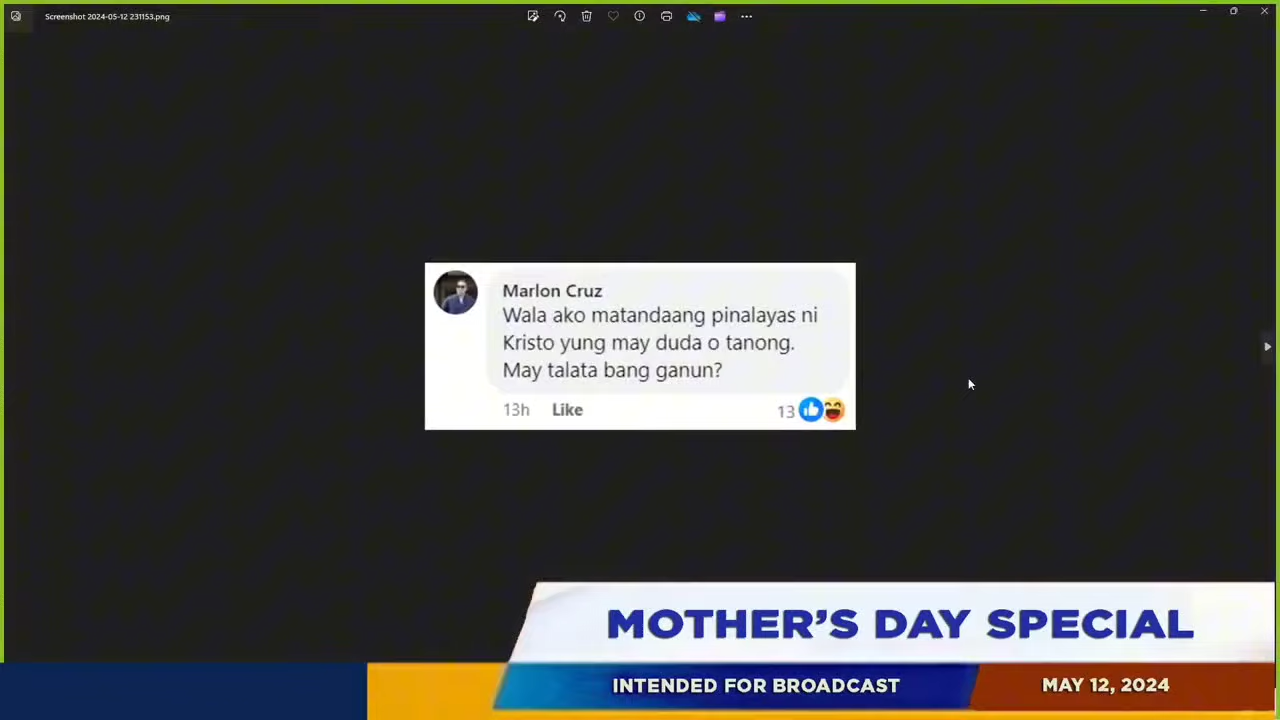 Screenshot 2024-05-12 231153.png
Marlon Cruz
Wala ako matandaang pinalayas ni
Kristo yung may duda o tanong.
May talata bang ganun?
13h Like 13
MOTHER'S DAY SPECIAL
INTENDED FOR BROADCAST
MAY 12, 2024